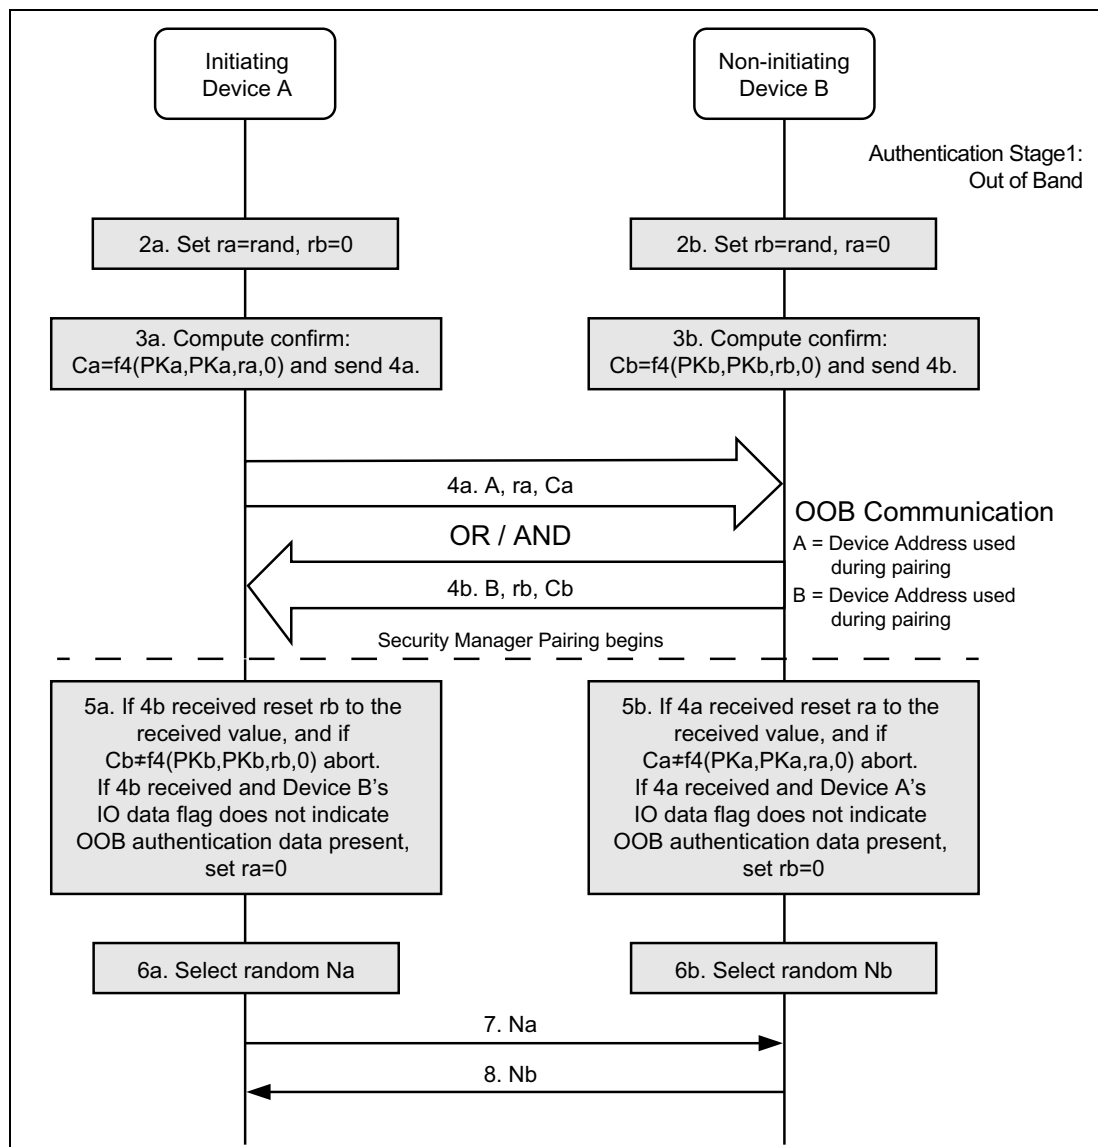 Initiating
Device A
Non-initiating
Device B
Authentication Stage1:
Out of Band
2a. Set ra=rand, rb=0
2b. Set rb=rand, ra=0
3a. Compute confirm:
Ca=f4(PKa,PKa,ra,0) and send 4a.
3b. Compute confirm:
Cb=f4(PKb,PKb,rb,0) and send 4b.
4a. A, ra, Ca
OR / AND
4b. B, rb, Cb
OOB Communication
A = Device Address used
during pairing
B = Device Address used
during pairing
Security Manager Pairing begins
5a. If 4b received reset rb to the
received value, and if
Cb≠f4(PKb,PKb,rb,0) abort.
If 4b received and Device B's
IO data flag does not indicate
OOB authentication data present,
set ra=0
5b. If 4a received reset ra to the
received value, and if
Ca≠f4(PKa,PKa,ra,0) abort.
If 4a received and Device A's
IO data flag does not indicate
OOB authentication data present,
set rb=0
6a. Select random Na
6b. Select random Nb
7. Na
8. Nb